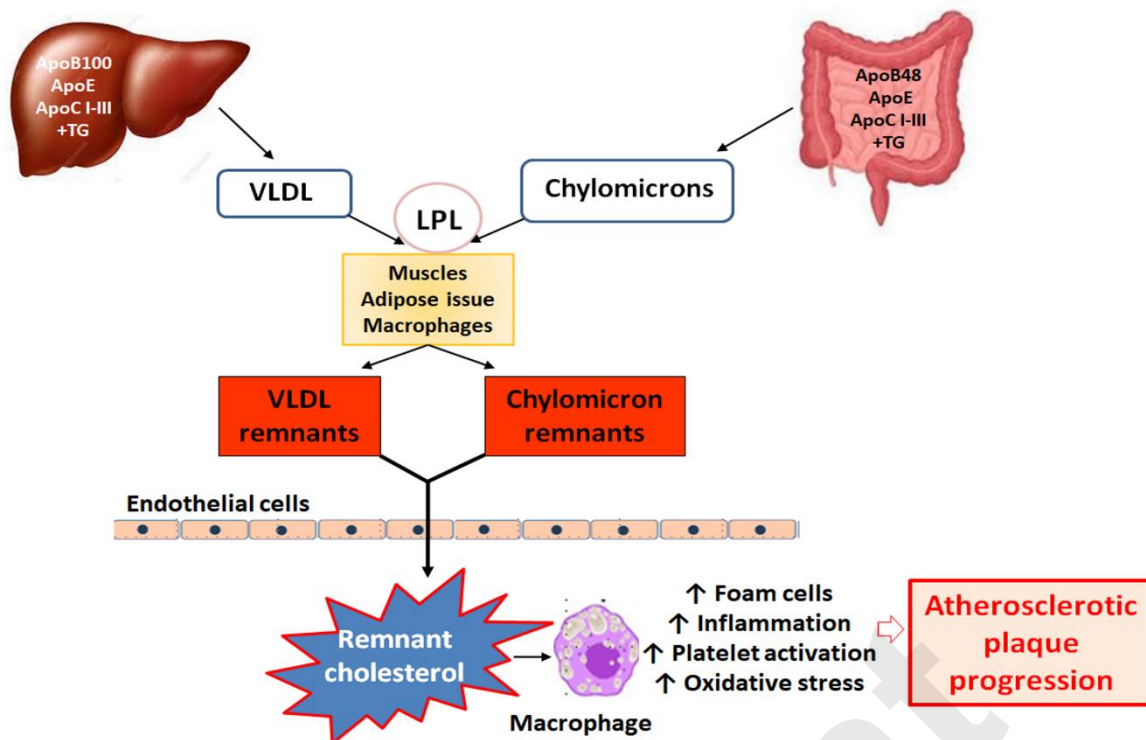 ApoB100
ApoE
ApoC I-III
+TG
ApoB48
ApoE
ApoC I-III
+TG
VLDL
LPL
Chylomicrons
Muscles
Adipose issue
Macrophages
VLDL
remnants
Chylomicron
remnants
Endothelial cells
Remnant
cholesterol
Macrophage
↑ Foam cells
↑ Inflammation
↑ Platelet activation
↑ Oxidative stress
Atherosclerotic
plaque
progression